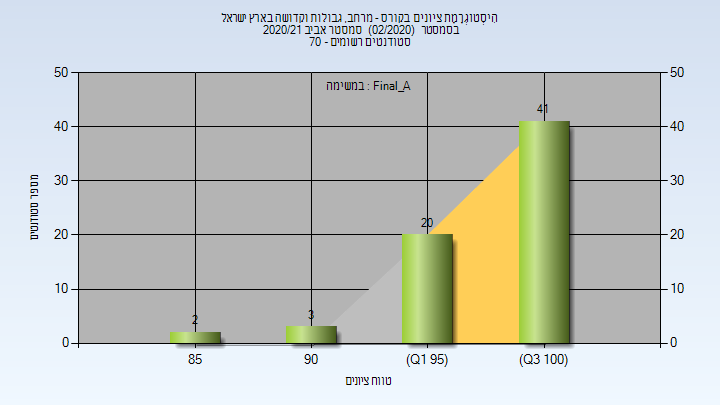 הִיסְטוֹגְרָמַת ציונים בקורס - מרחב, גבולות וקדושה בארץ ישראל
בסמסטר (02/2020) סמסטר אביב 2020/21
סטודנטים רשומים - 70
במשימה : Final_A
50
40
30
20
10
0
50
40
30
20
10
0
מספר סטודנטים
2
3
20
41
85
90
(Q1 95)
(Q3 100)
טווח ציונים